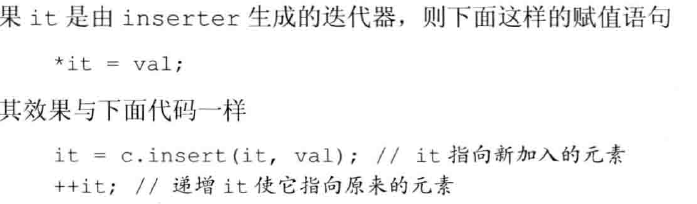 果 it 是由 inserter 生成的迭代器，则下面这样的赋值语句
*it = val;
其效果与下面代码一样
it = c.insert(it, val); // it 指向新加入的元素
++it; // 递增 it 使它指向原来的元素